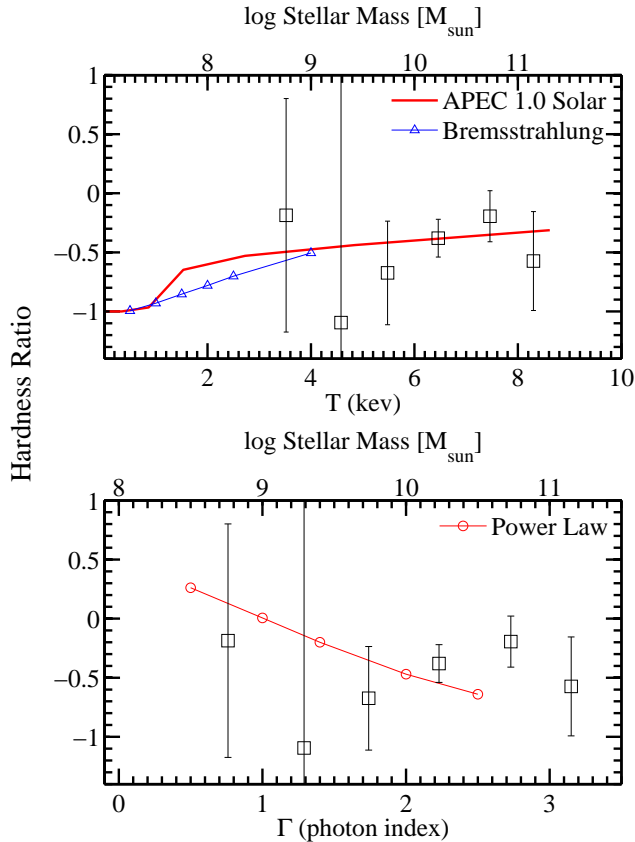 log Stellar Mass [M_sun]
8 9 10 11
1
0.5
0
−0.5
−1
APEC 1.0 Solar
Bremsstrahlung
2 4 6 8 10
T (kev)
Hardness Ratio
log Stellar Mass [M_sun]
8 9 10 11
1
0.5
0
−0.5
−1
Power Law
0 1 2 3
Γ (photon index)